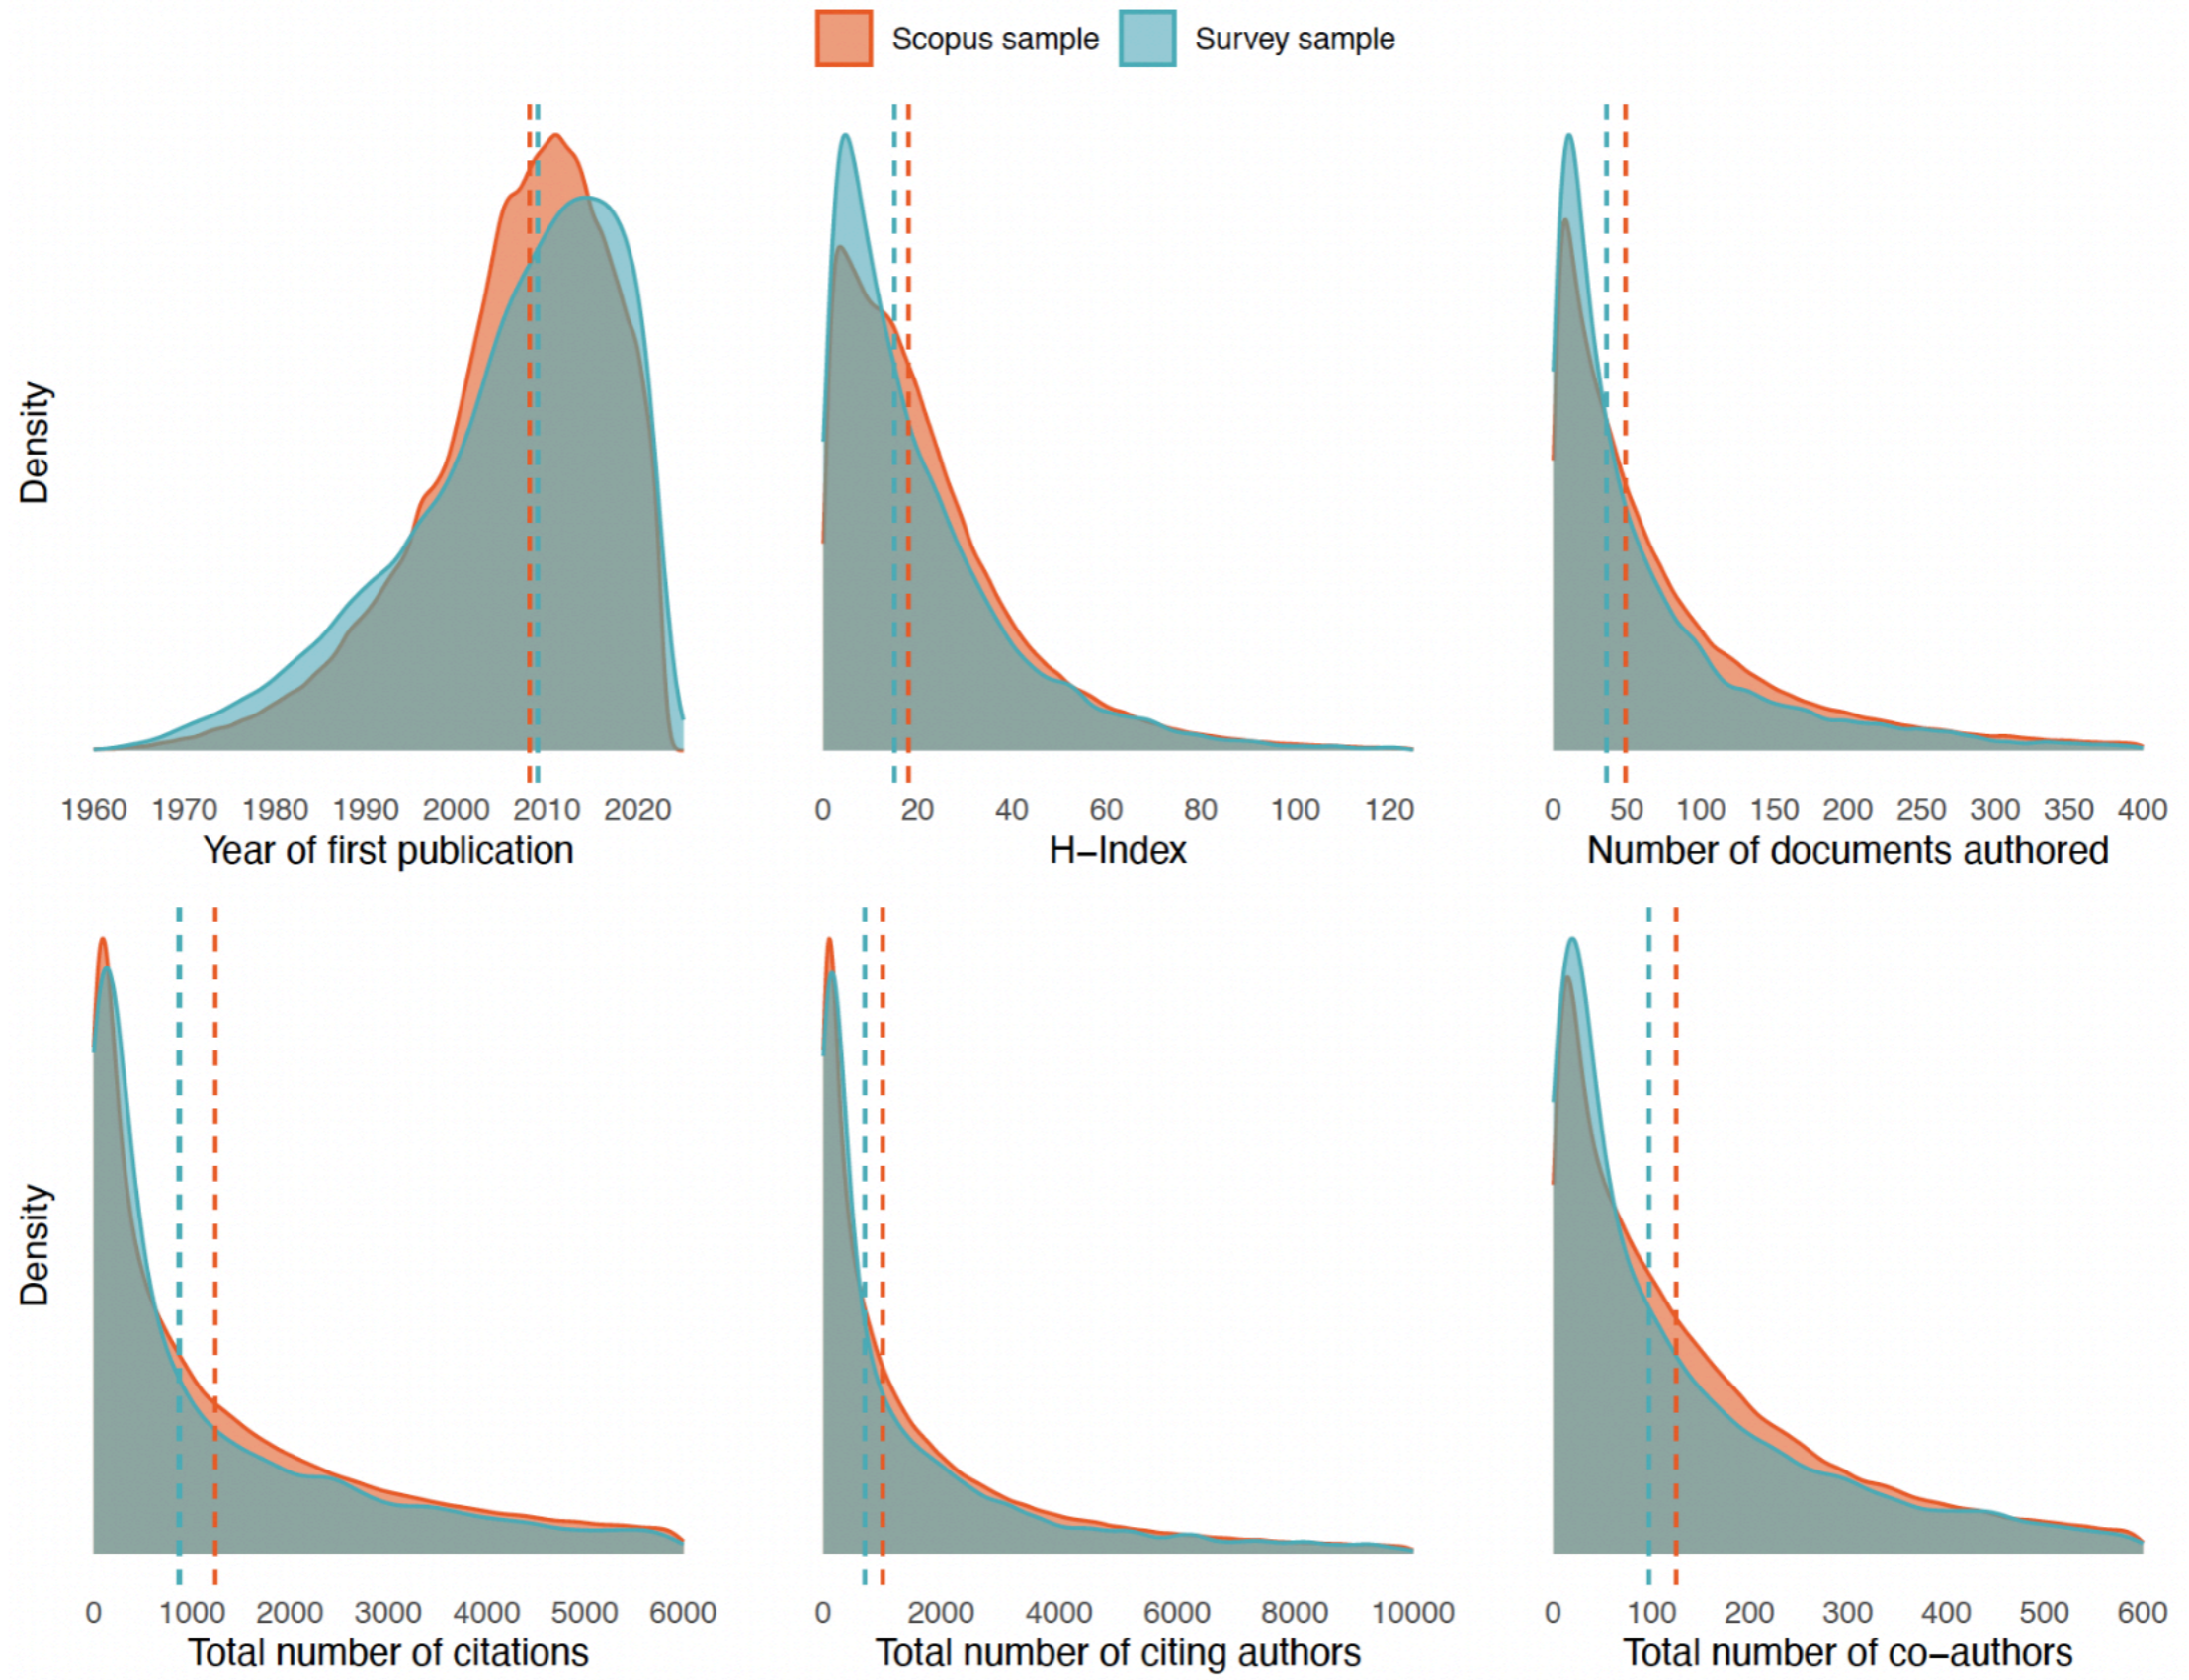 Scopus sample Survey sample
Density
1960 1970 1980 1990 2000 2010 2020
Year of first publication
0 20 40 60 80 100 120
H–Index
0 50 100 150 200 250 300 350 400
Number of documents authored
Density
0 1000 2000 3000 4000 5000 6000
Total number of citations
0 2000 4000 6000 8000 10000
Total number of citing authors
0 100 200 300 400 500 600
Total number of co–authors